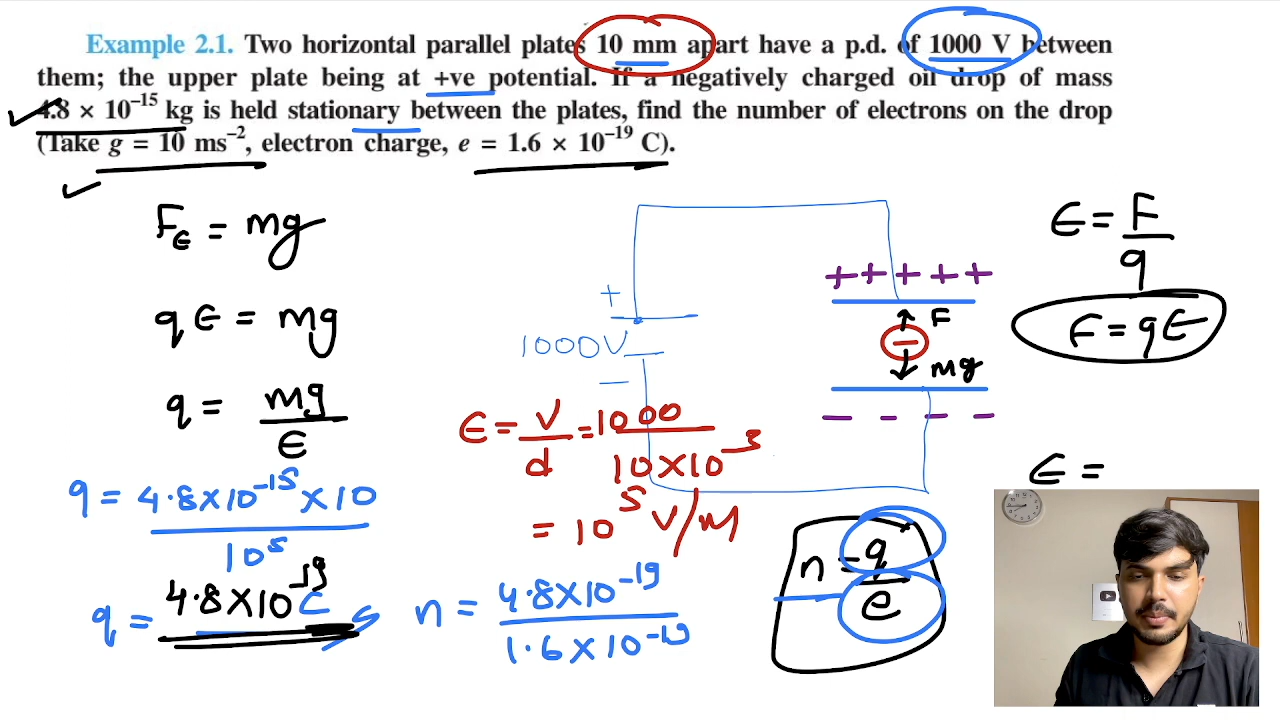 Example 2.1. Two horizontal parallel plates 10 mm apart have a p.d. of 1000 V between
them; the upper plate being at +ve potential. If a negatively charged oil drop of mass
4.8 × 10⁻¹⁵ kg is held stationary between the plates, find the number of electrons on the drop
(Take g = 10 ms⁻², electron charge, e = 1.6 × 10⁻¹⁹ C).
F_E = mg
qE = mg
q = mg/E
q = 4.8×10⁻¹⁵ × 10
10⁵
q = 4.8×10⁻¹⁹ C
+
1000V
−
E = V/d = 1000
10×10⁻³
= 10⁵ V/M
n = 4.8×10⁻¹⁹
1.6×10⁻¹⁹
+ + + + +
F
−
mg
− − − − −
n = q/e
E = F/q
F = qE
E =